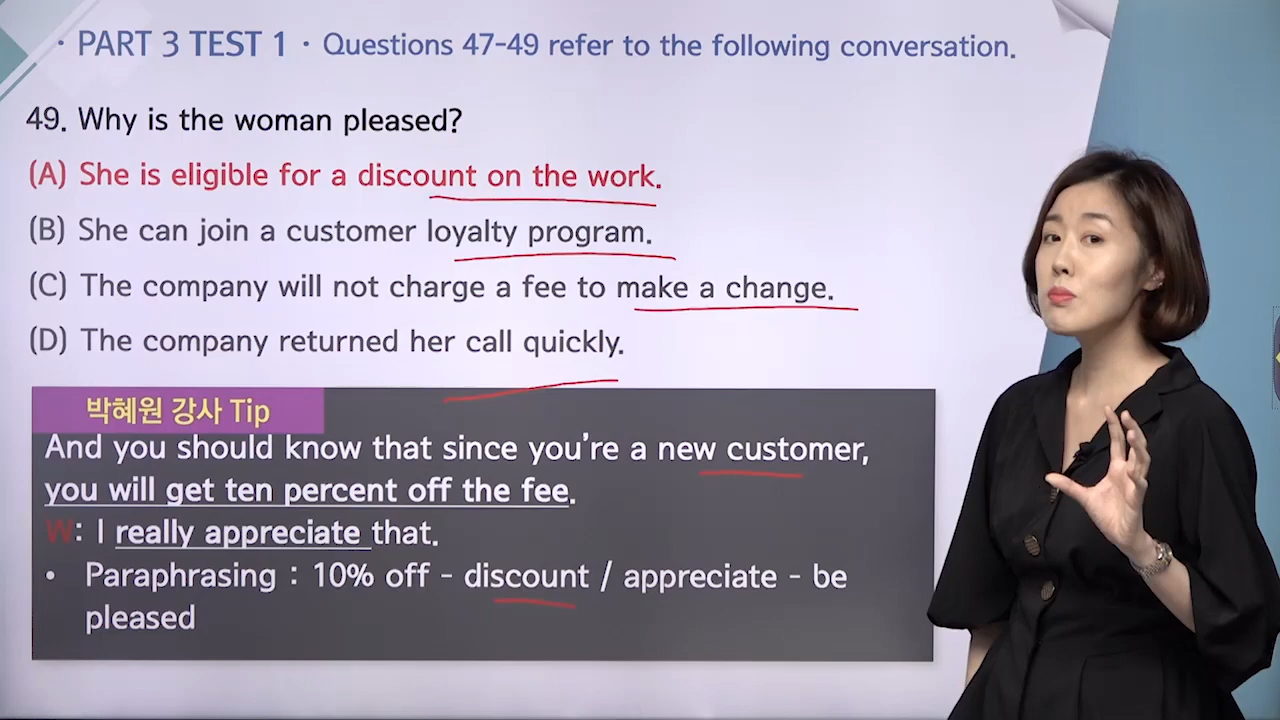 · PART 3 TEST 1 · Questions 47-49 refer to the following conversation.
49. Why is the woman pleased?
(A) She is eligible for a discount on the work.
(B) She can join a customer loyalty program.
(C) The company will not charge a fee to make a change.
(D) The company returned her call quickly.
박혜원 강사 Tip
And you should know that since you're a new customer,
you will get ten percent off the fee.
W: I really appreciate that.
• Paraphrasing : 10% off - discount / appreciate - be
pleased